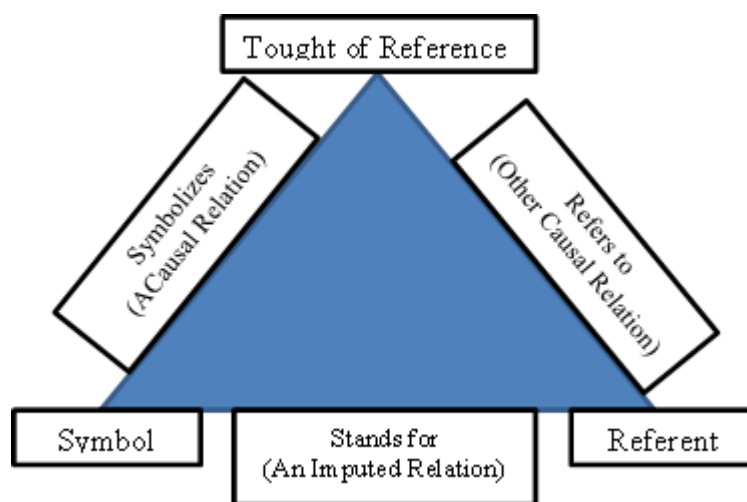 Tought of Reference
Symbolizes
(ACausal Relation)
Refers to
(Other Causal Relation)
Symbol
Stands for
(An Imputed Relation)
Referent